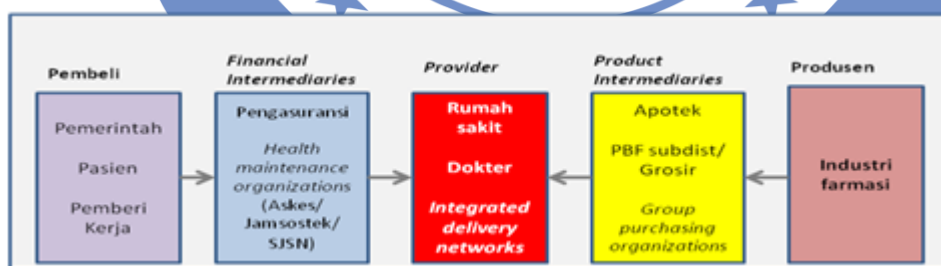 Pembeli
Pemerintah
Pasien
Pemberi
Kerja
Financial
Intermediaries
Pengasuransi
Health
maintenance
organizations
(Askes/
Jamsostek/
SJSN)
Provider
Rumah
sakit
Dokter
Integrated
delivery
networks
Product
Intermediaries
Apotek
PBF subdist/
Grosir
Group
purchasing
organizations
Produsen
Industri
farmasi